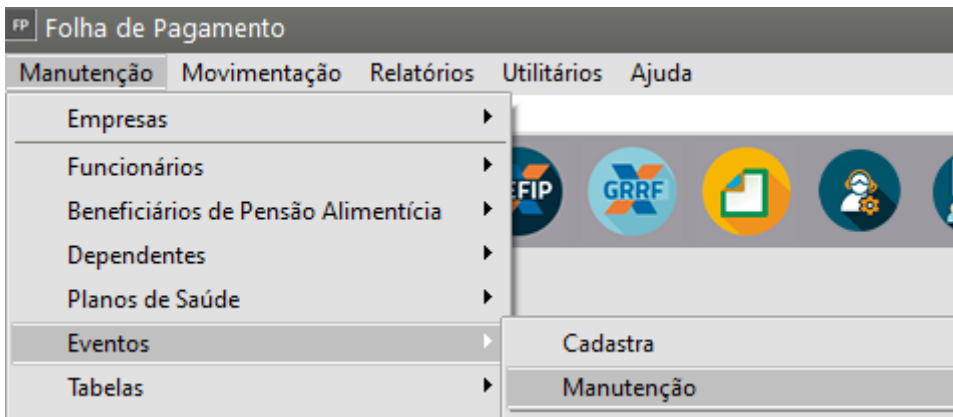 FP Folha de Pagamento
Manutenção Movimentação Relatórios Utilitários Ajuda
Empresas
Funcionários
EFIP GRRF
Beneficiários de Pensão Alimentícia
Dependentes
Planos de Saúde
Eventos
Cadastra
Tabelas
Manutenção